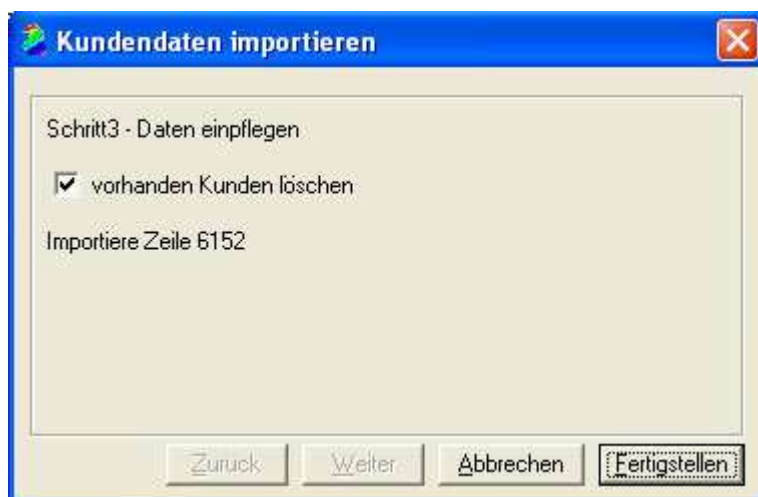 Kundendaten importieren
Schritt3 - Daten einpflegen
vorhanden Kunden löschen
Importiere Zeile 6152
Zurück Weiter Abbrechen Fertigstellen